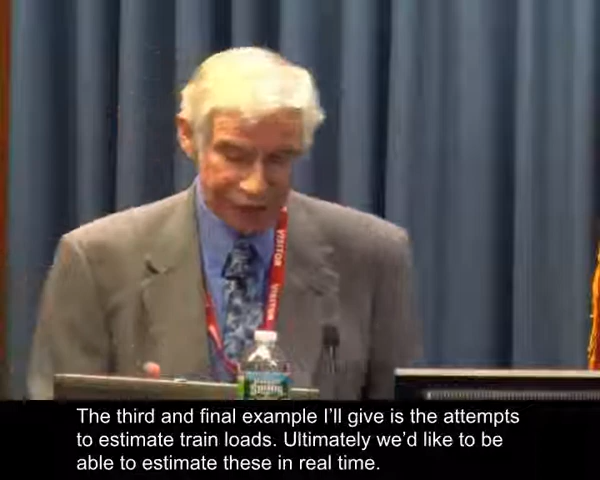 VISITOR
VISITOR
The third and final example I'll give is the attempts
to estimate train loads. Ultimately we'd like to be
able to estimate these in real time.